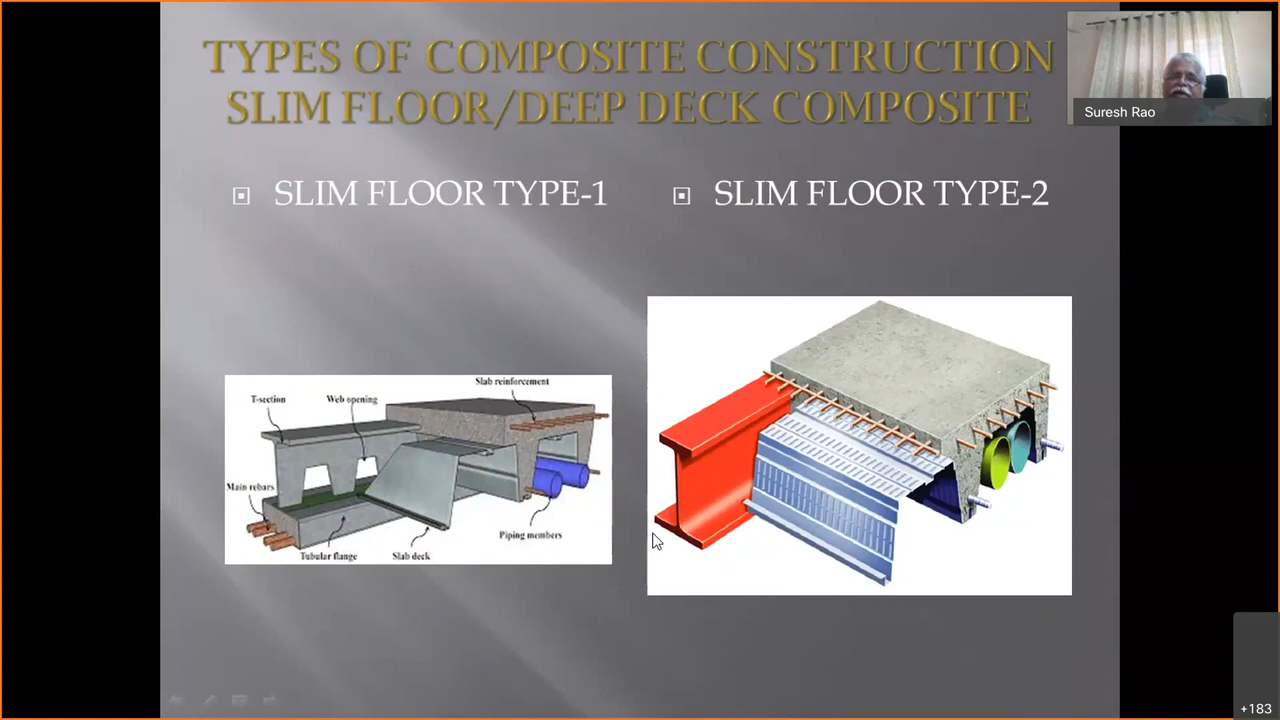 TYPES OF COMPOSITE CONSTRUCTION
SLIM FLOOR/DEEP DECK COMPOSITE
Suresh Rao
SLIM FLOOR TYPE-1
SLIM FLOOR TYPE-2
Slab reinforcement
T-section
Web opening
Main rebars
Piping members
Tubular flange
Slab deck
+183